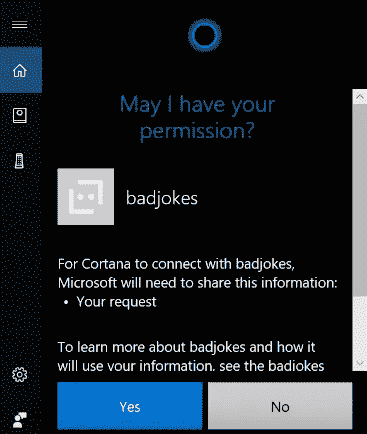 May I have your
permission?
badjokes
For Cortana to connect with badjokes,
Microsoft will need to share this information:
• Your request
To learn more about badjokes and how it
will use your information, see the badjokes
Yes
No